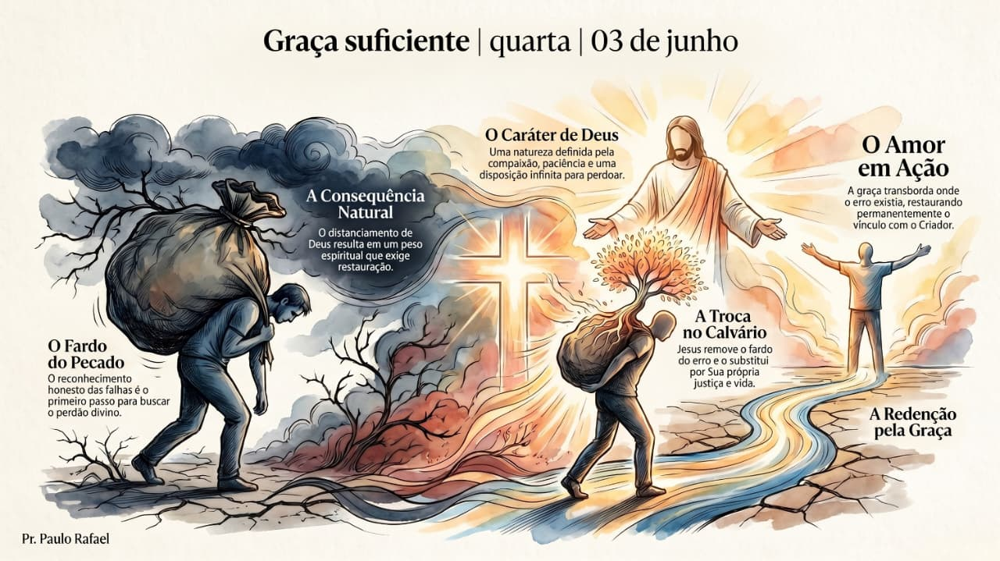 Graça suficiente | quarta | 03 de junho
O Fardo
do Pecado
O reconhecimento
honesto das falhas é o
primeiro passo para buscar
o perdão divino.
A Consequência
Natural
O distanciamento de
Deus resulta em um peso
espíritual que exige
restauração.
O Caráter de Deus
Uma natureza definida pela
compaixão, paciência e uma
disposição infinita para perdoar.
A Troca
no Calvário
Jesus remove o fardo
do erro e o substitui
por Sua própria
justiça e vida.
O Amor
em Ação
A graça transborda onde
o erro existia, restaurando
permanentemente o
vínculo com o Criador.
A Redenção
pela Graça
Pr. Paulo Rafael